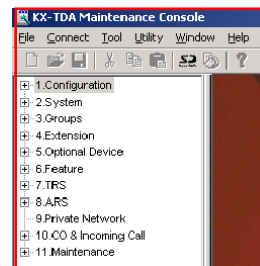 KX-TDA Maintenance Console
File Connect Tool Utility Window Help
1.Configuration
2.System
3.Groups
4.Extension
5.Optional Device
6.Feature
7.TRS
8.ARS
9.Private Network
10.CO & Incoming Call
11.Maintenance